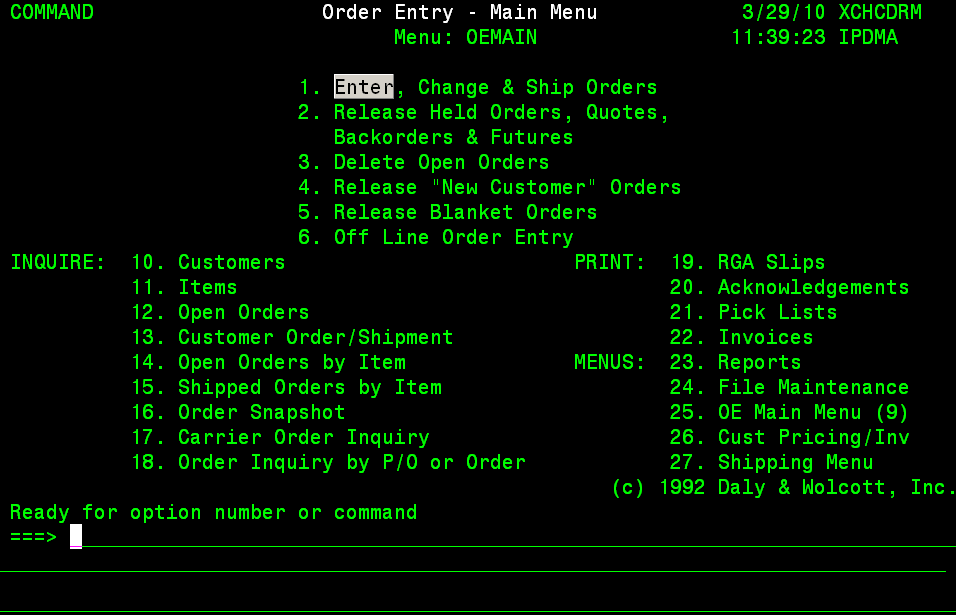 COMMAND Order Entry - Main Menu 3/29/10 XCHCDRM
Menu: OEMAIN 11:39:23 IPDMA
1. Enter, Change & Ship Orders
2. Release Held Orders, Quotes,
Backorders & Futures
3. Delete Open Orders
4. Release "New Customer" Orders
5. Release Blanket Orders
6. Off Line Order Entry
INQUIRE: 10. Customers PRINT: 19. RGA Slips
11. Items 20. Acknowledgements
12. Open Orders 21. Pick Lists
13. Customer Order/Shipment 22. Invoices
14. Open Orders by Item MENUS: 23. Reports
15. Shipped Orders by Item 24. File Maintenance
16. Order Snapshot 25. OE Main Menu (9)
17. Carrier Order Inquiry 26. Cust Pricing/Inv
18. Order Inquiry by P/O or Order 27. Shipping Menu
(c) 1992 Daly & Wolcott, Inc.
Ready for option number or command
===>